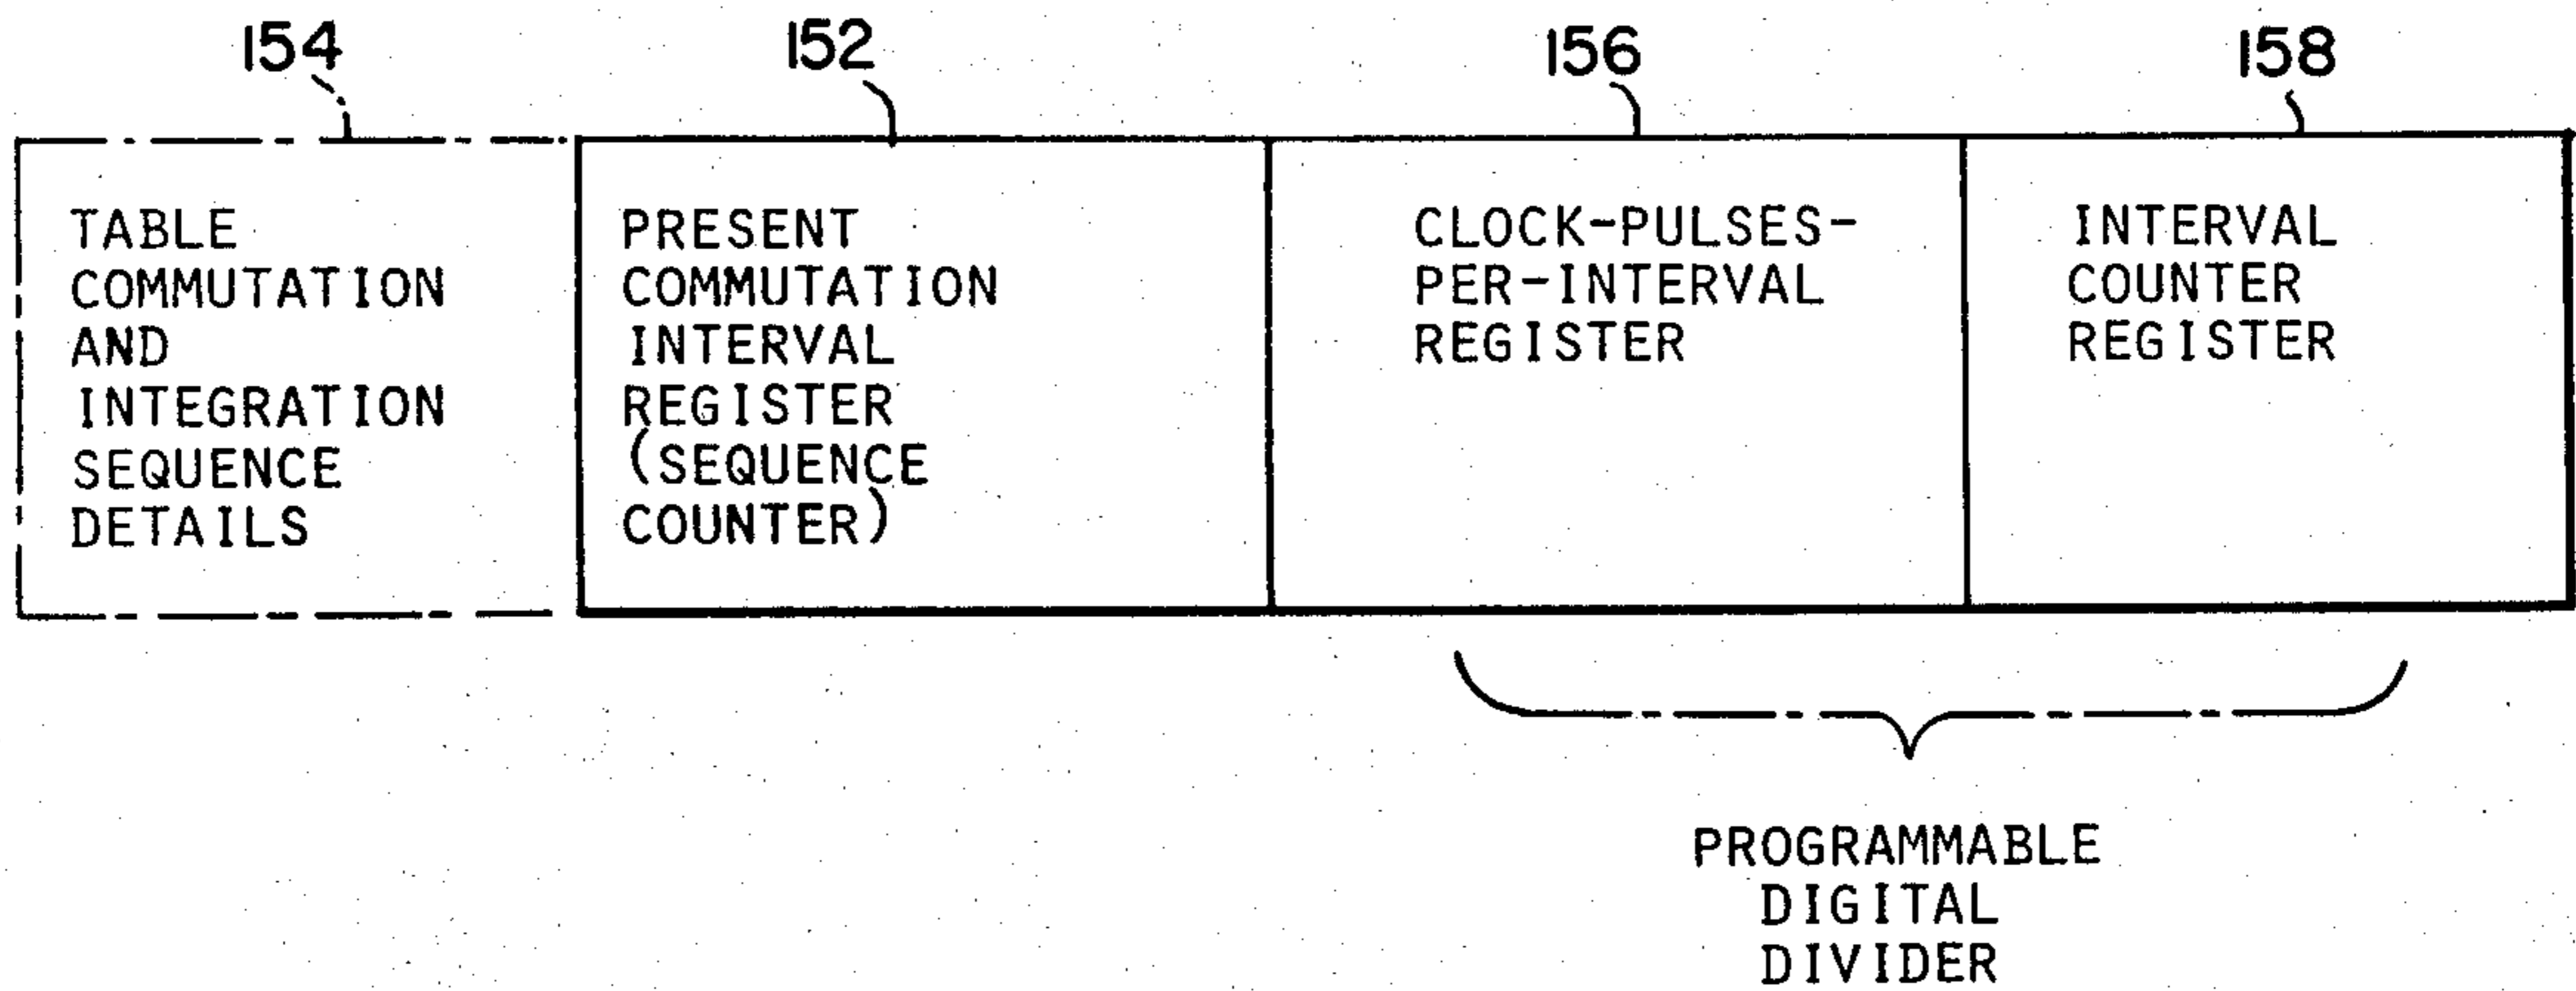 154
152
156
158
TABLE
COMMUTATION
AND
INTEGRATION
SEQUENCE
DETAILS
PRESENT
COMMUTATION
INTERVAL
REGISTER
(SEQUENCE
COUNTER)
CLOCK-PULSES-
PER-INTERVAL
REGISTER
INTERVAL
COUNTER
REGISTER
PROGRAMMABLE
DIGITAL
DIVIDER